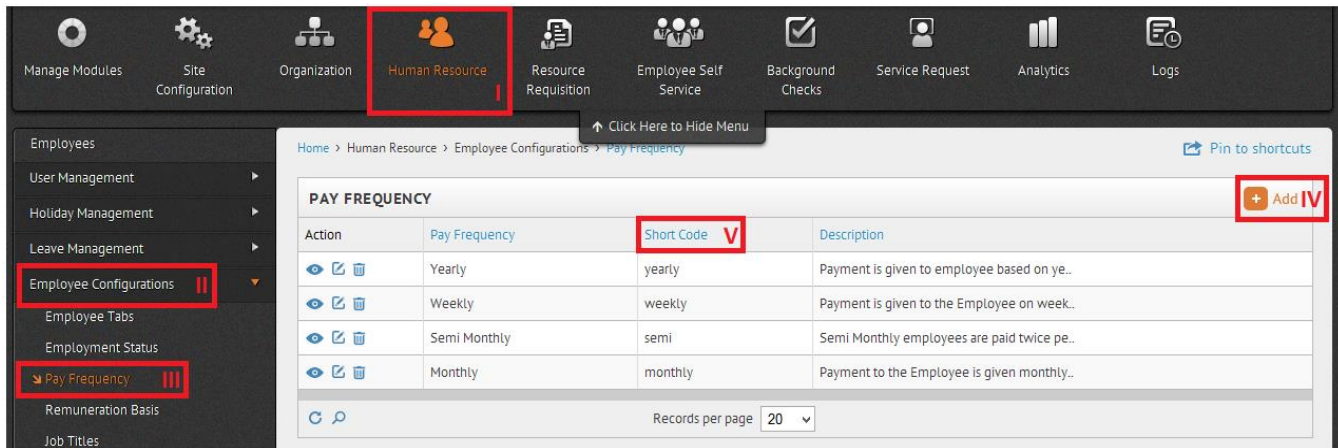 Manage Modules
Site Configuration
Organization
Human Resource
I
Resource Requisition
Employee Self Service
Background Checks
Service Request
Analytics
Logs
Click Here to Hide Menu
Employees
User Management
Holiday Management
Leave Management
Employee Configurations II
Employee Tabs
Employment Status
Pay Frequency III
Remuneration Basis
Job Titles
Home > Human Resource > Employee Configurations > Pay Frequency
Pin to shortcuts
PAY FREQUENCY
+ Add IV
Action Pay Frequency Short Code V Description
Yearly yearly Payment is given to employee based on ye..
Weekly weekly Payment is given to the Employee on week..
Semi Monthly semi Semi Monthly employees are paid twice pe..
Monthly monthly Payment to the Employee is given monthly..
Records per page 20